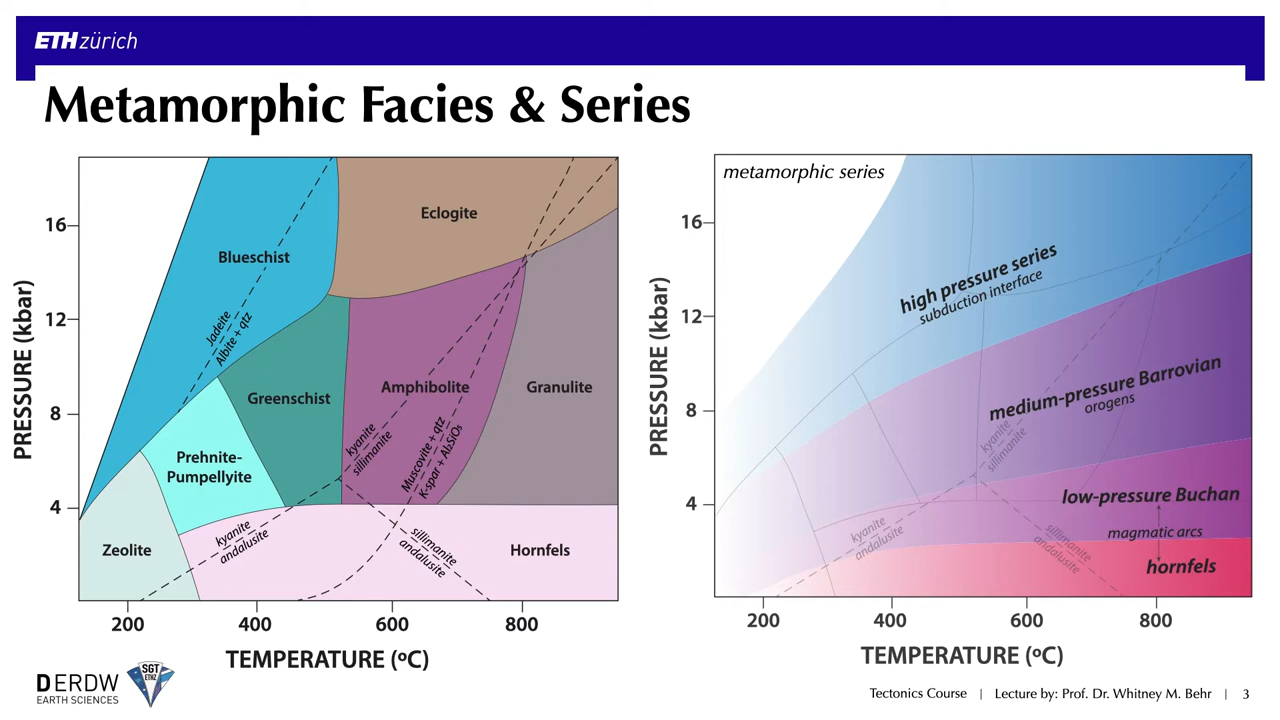 ETH zürich
Metamorphic Facies & Series
PRESSURE (kbar)
16
12
8
4
Blueschist
Eclogite
Jadeite
Albite + qtz
Greenschist
Amphibolite
Granulite
Prehnite-
Pumpellyite
kyanite
sillimanite
Muscovite + qtz
K-spar + Al₂SiO₅
Zeolite
kyanite
andalusite
sillimanite
andalusite
Hornfels
200
400
600
800
TEMPERATURE (ºC)
metamorphic series
PRESSURE (kbar)
16
12
8
4
high pressure series
subduction interface
medium-pressure Barrovian
orogens
kyanite
sillimanite
low-pressure Buchan
magmatic arcs
hornfels
kyanite
andalusite
sillimanite
andalusite
200
400
600
800
TEMPERATURE (ºC)
DERDW
EARTH SCIENCES
SGT
ETHZ
Tectonics Course | Lecture by: Prof. Dr. Whitney M. Behr | 3